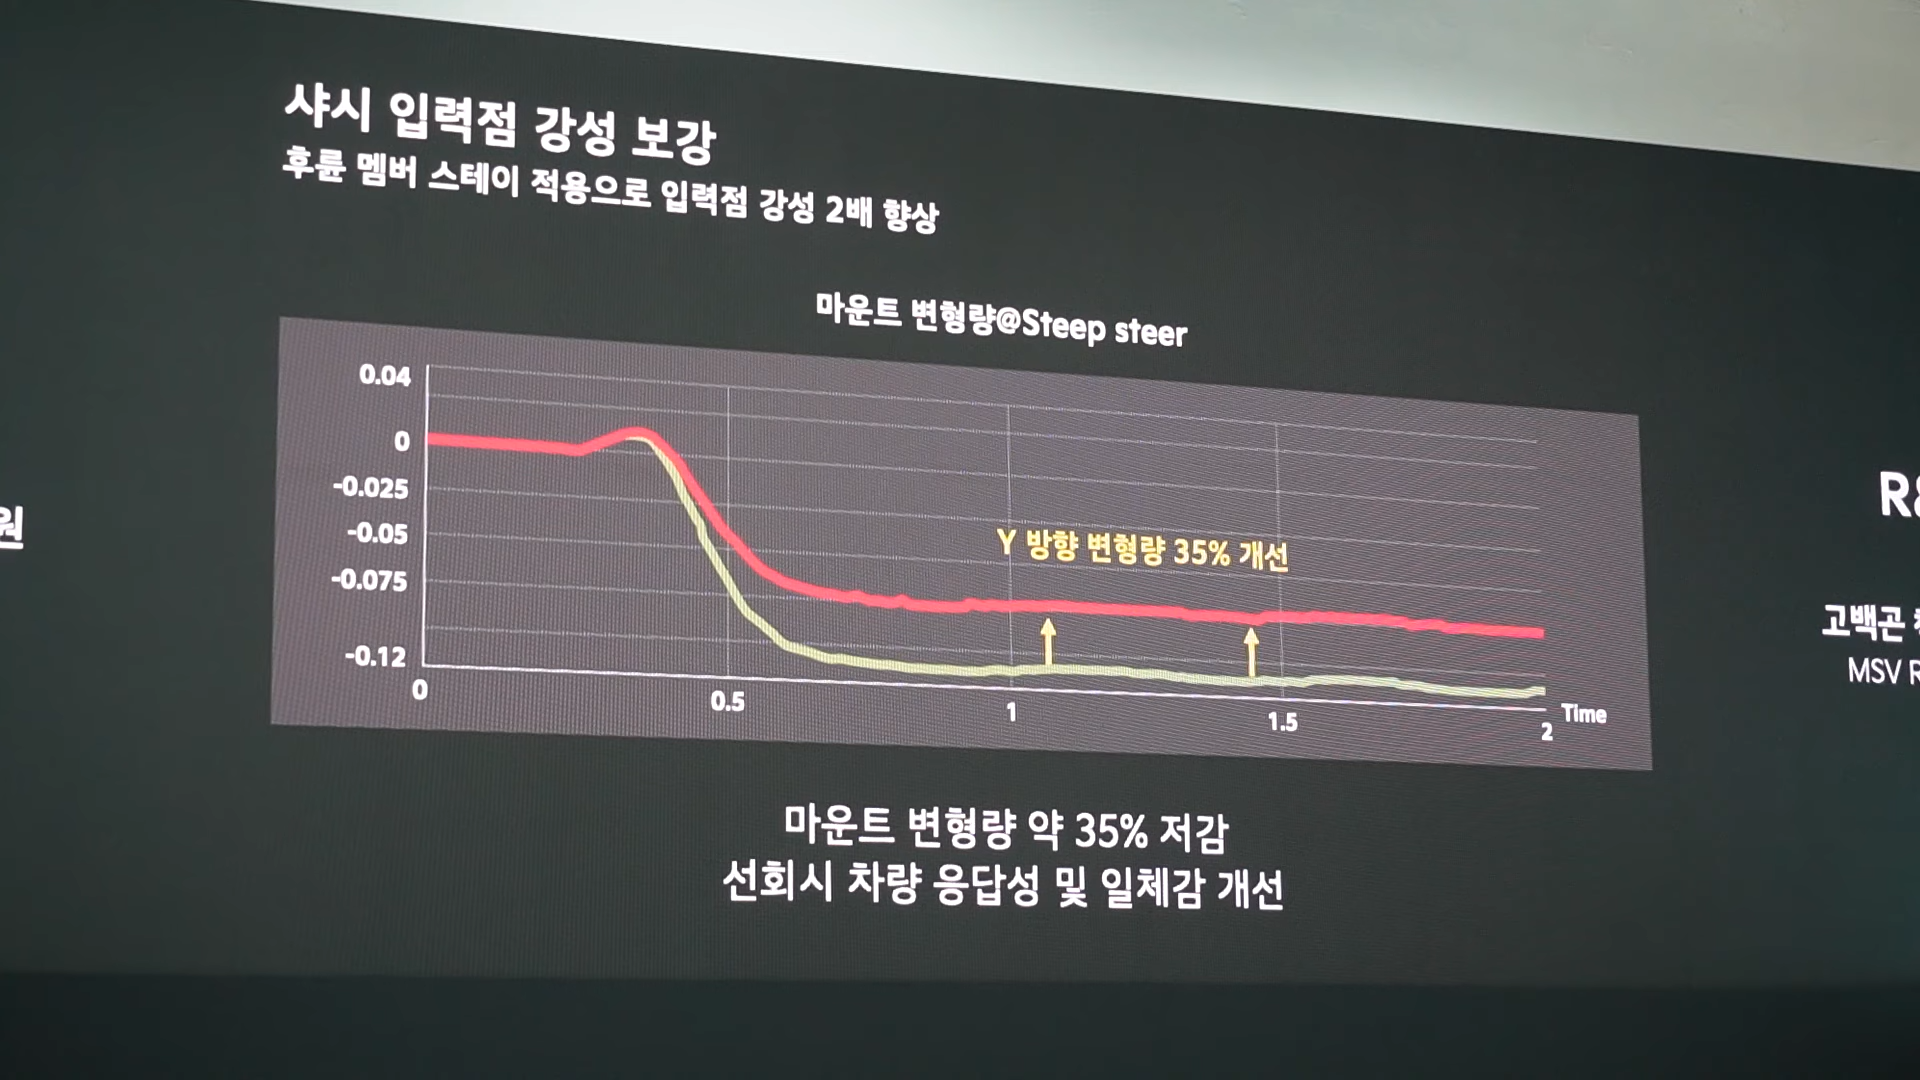 샤시 입력점 강성 보강
후륜 멤버 스테이 적용으로 입력점 강성 2배 향상
마운트 변형량@Steep steer
0.04
0
-0.025
-0.05
-0.075
-0.12
Y 방향 변형량 35% 개선
0
0.5
1
1.5
2
Time
마운트 변형량 약 35% 저감
선회시 차량 응답성 및 일체감 개선
원
고백곤
MSV